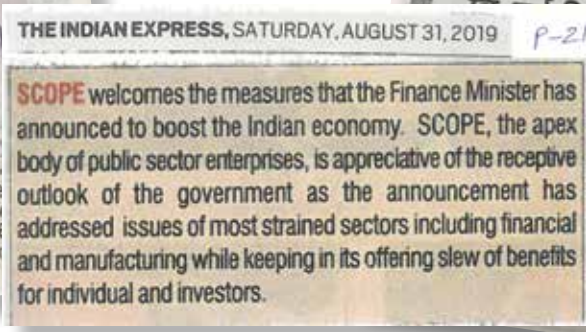 THE INDIAN EXPRESS, SATURDAY, AUGUST 31, 2019
P-21
SCOPE welcomes the measures that the Finance Minister has
announced to boost the Indian economy. SCOPE, the apex
body of public sector enterprises, is appreciative of the receptive
outlook of the government as the announcement has
addressed issues of most strained sectors including financial
and manufacturing while keeping in its offering slew of benefits
for individual and investors.